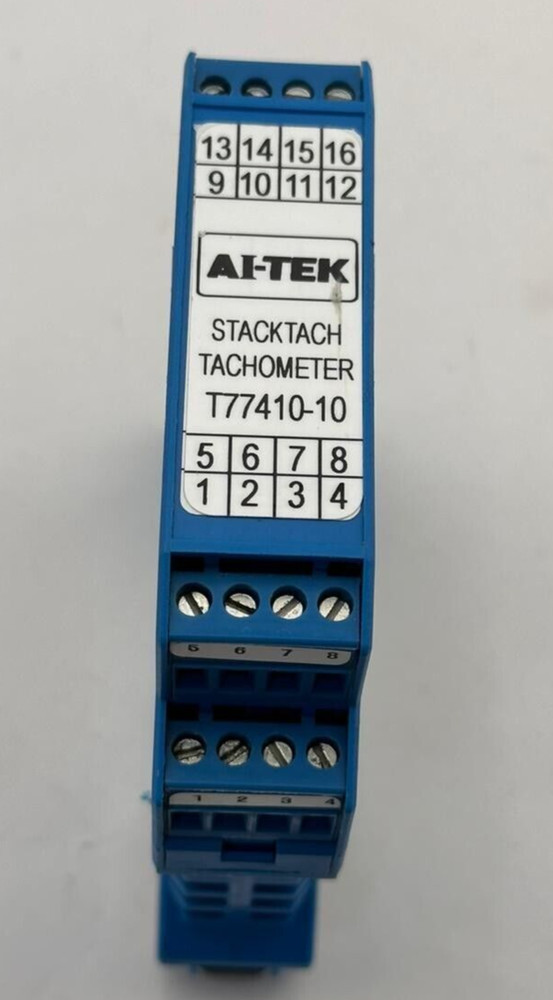 13 14 15 16
9 10 11 12
AI-TEK
STACKTACH
TACHOMETER
T77410-10
5 6 7 8
1 2 3 4
5 6 7 8
1 2 3 4